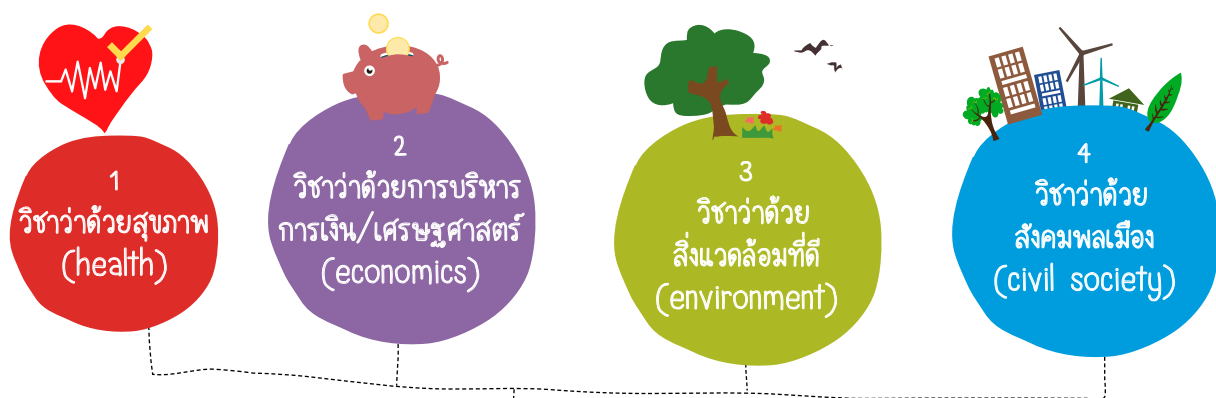 1
วิชาว่าด้วยสุขภาพ
(health)
2
วิชาว่าด้วยการบริหาร
การเงิน/เศรษฐศาสตร์
(economics)
3
วิชาว่าด้วย
สิ่งแวดล้อมที่ดี
(environment)
4
วิชาว่าด้วย
สังคมพลเมือง
(civil society)